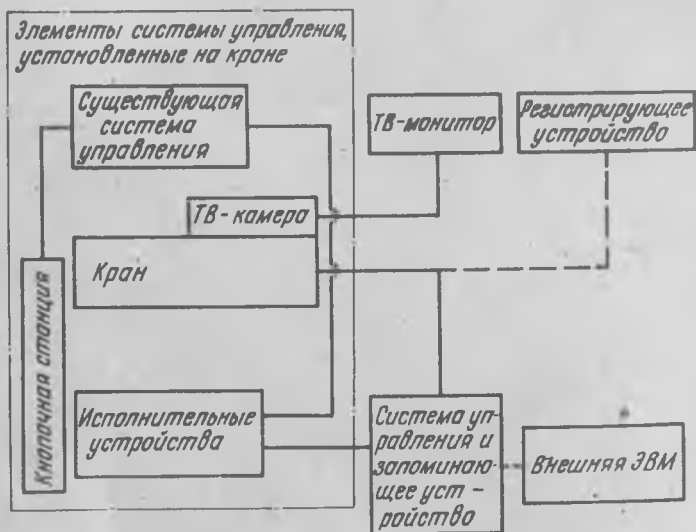 Элементы системы управления,
установленные на кране
Существующая
система
управления
ТВ-монитор
Регистрирующее
устройство
ТВ-камера
Кран
Кнопочная станция
Исполнительные
устройства
Система уп-
равления и
запоминаю-
щее уст-
ройство
Внешняя ЭВМ